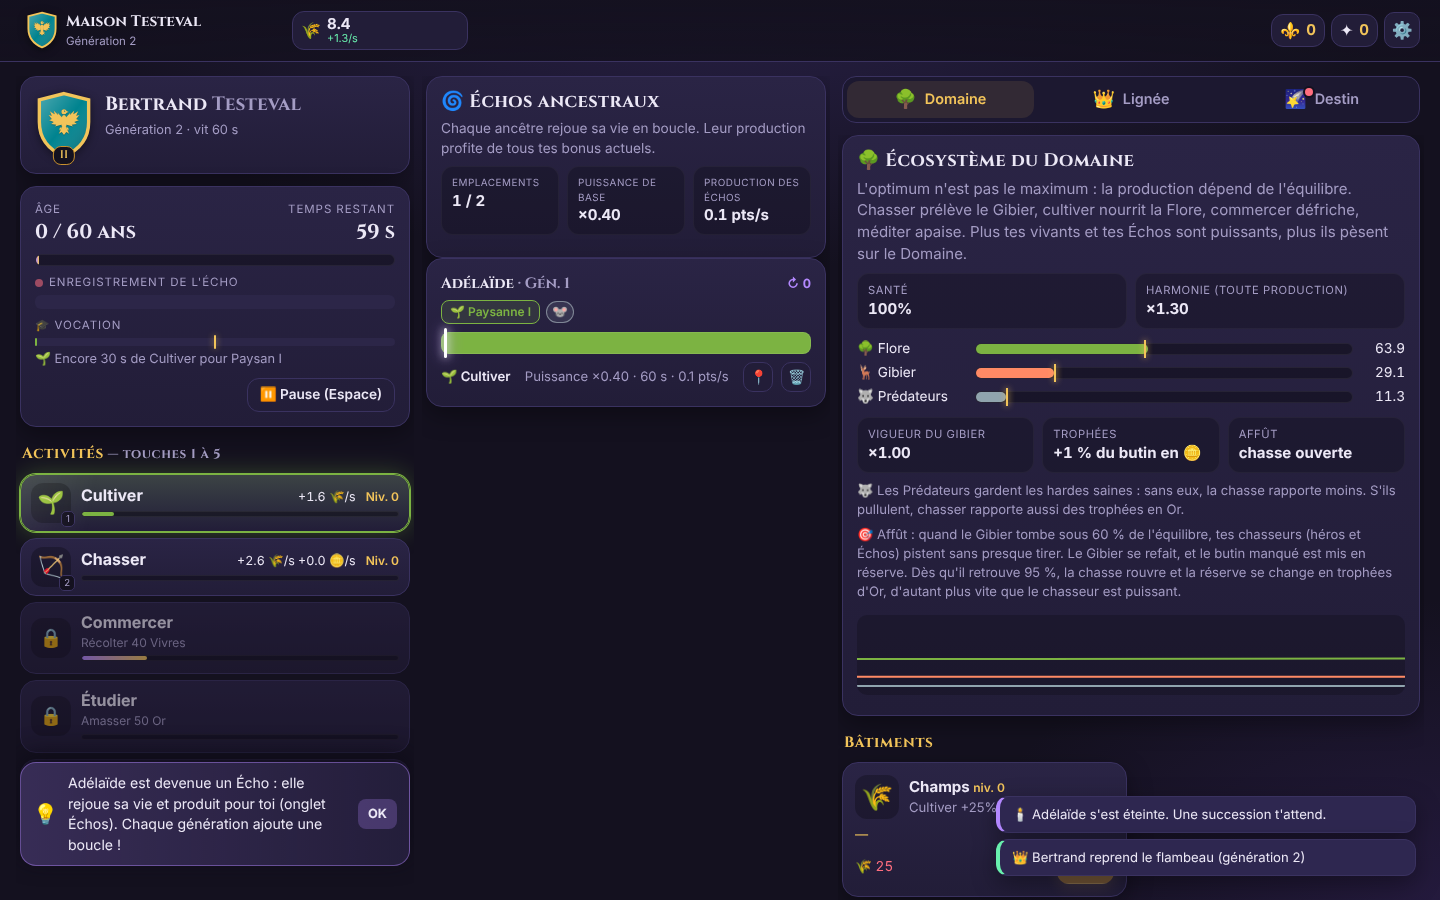 Maison Testeval
Génération 2
8.4
+1.3/s
0
0
Bertrand Testeval
Génération 2 · vit 60 s
II
ÂGE
TEMPS RESTANT
0 / 60 ans
59 s
ENREGISTREMENT DE L'ÉCHO
VOCATION
Encore 30 s de Cultiver pour Paysan I
Pause (Espace)
Activités — touches 1 à 5
Cultiver
+1.6 /s Niv. 0
1
Chasser
+2.6 /s +0.0 /s Niv. 0
2
Commercer
Récolter 40 Vivres
Étudier
Amasser 50 Or
Adélaïde est devenue un Écho : elle
rejoue sa vie et produit pour toi (onglet
Échos). Chaque génération ajoute une
boucle !
OK
Échos ancestraux
Chaque ancêtre rejoue sa vie en boucle. Leur production
profite de tous tes bonus actuels.
EMPLACEMENTS
1 / 2
PUISSANCE DE
BASE
×0.40
PRODUCTION DES
ÉCHOS
0.1 pts/s
Adélaïde · Gén. 1
↻ 0
Paysanne I
Cultiver
Puissance ×0.40 · 60 s · 0.1 pts/s
Domaine
Lignée
Destin
Écosystème du Domaine
L'optimum n'est pas le maximum : la production dépend de l'équilibre.
Chasser prélève le Gibier, cultiver nourrit la Flore, commercer défriche,
méditer apaise. Plus tes vivants et tes Échos sont puissants, plus ils pèsent
sur le Domaine.
SANTÉ
100%
HARMONIE (TOUTE PRODUCTION)
×1.30
Flore
63.9
Gibier
29.1
Prédateurs
11.3
VIGUEUR DU GIBIER
×1.00
TROPHÉES
+1 % du butin en
AFFÛT
chasse ouverte
Les Prédateurs gardent les hardes saines : sans eux, la chasse rapporte moins. S'ils
pullulent, chasser rapporte aussi des trophées en Or.
Affût : quand le Gibier tombe sous 60 % de l'équilibre, tes chasseurs (héros et
Échos) pistent sans presque tirer. Le Gibier se refait, et le butin manqué est mis en
réserve. Dès qu'il retrouve 95 %, la chasse rouvre et la réserve se change en trophées
d'Or, d'autant plus vite que le chasseur est puissant.
Bâtiments
Champs niv. 0
Cultiver +25%
—
25
Adélaïde s'est éteinte. Une succession t'attend.
Bertrand reprend le flambeau (génération 2)